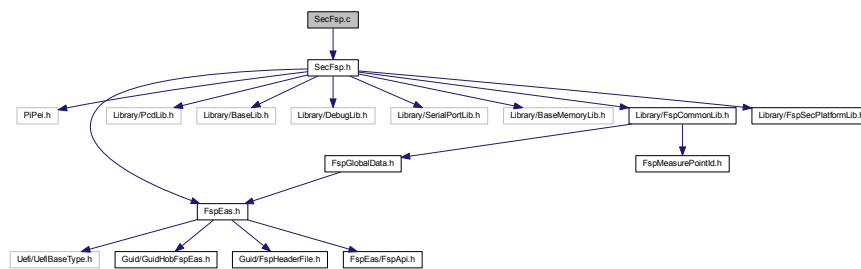 SecFsp.c
SecFsp.h
PiPei.h
Library/PcdLib.h
Library/BaseLib.h
Library/DebugLib.h
Library/SerialPortLib.h
Library/BaseMemoryLib.h
Library/FspCommonLib.h
Library/FspSecPlatformLib.h
FspGlobalData.h
FspMeasurePointId.h
FspEas.h
Uefi/UefiBaseType.h
Guid/GuidHobFspEas.h
Guid/FspHeaderFile.h
FspEas/FspApi.h